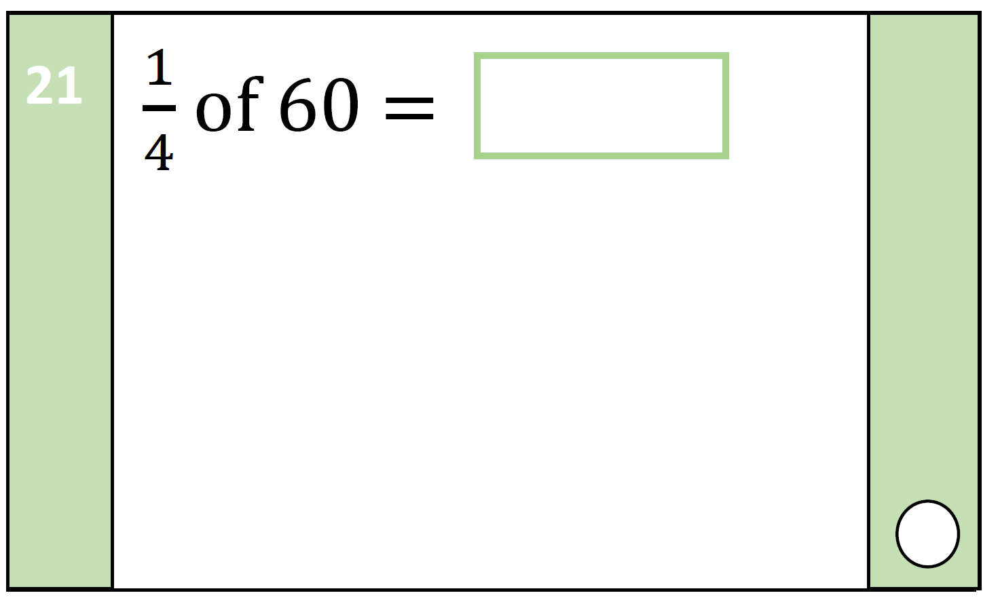 21
1/4 of 60 =